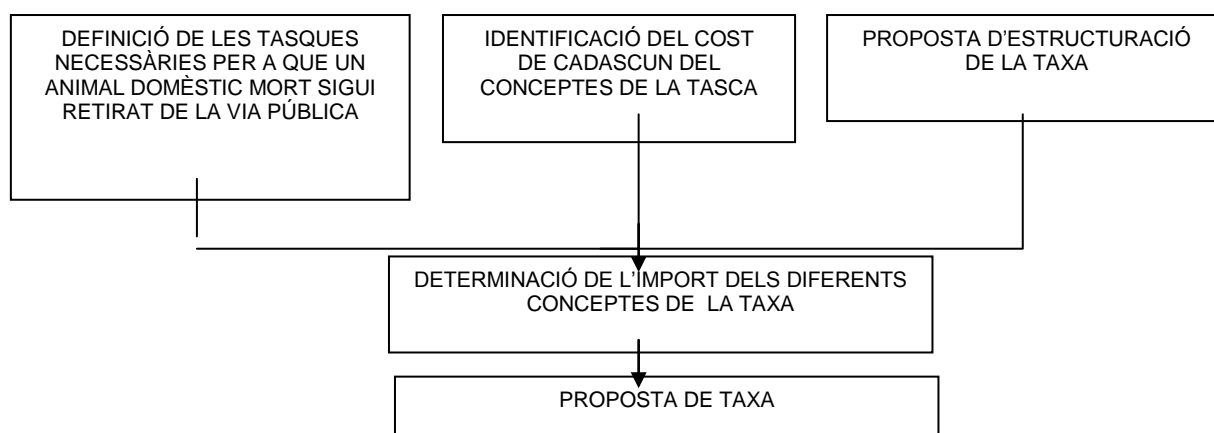 DEFINICIÓ DE LES TASQUES
NECESSÀRIES PER A QUE UN
ANIMAL DOMÈSTIC MORT SIGUI
RETIRAT DE LA VIA PÚBLICA
IDENTIFICACIÓ DEL COST
DE CADASCUN DEL
CONCEPTES DE LA TASCA
PROPOSTA D'ESTRUCTURACIÓ
DE LA TAXA
DETERMINACIÓ DE L'IMPORT DELS DIFERENTS
CONCEPTES DE LA TAXA
PROPOSTA DE TAXA